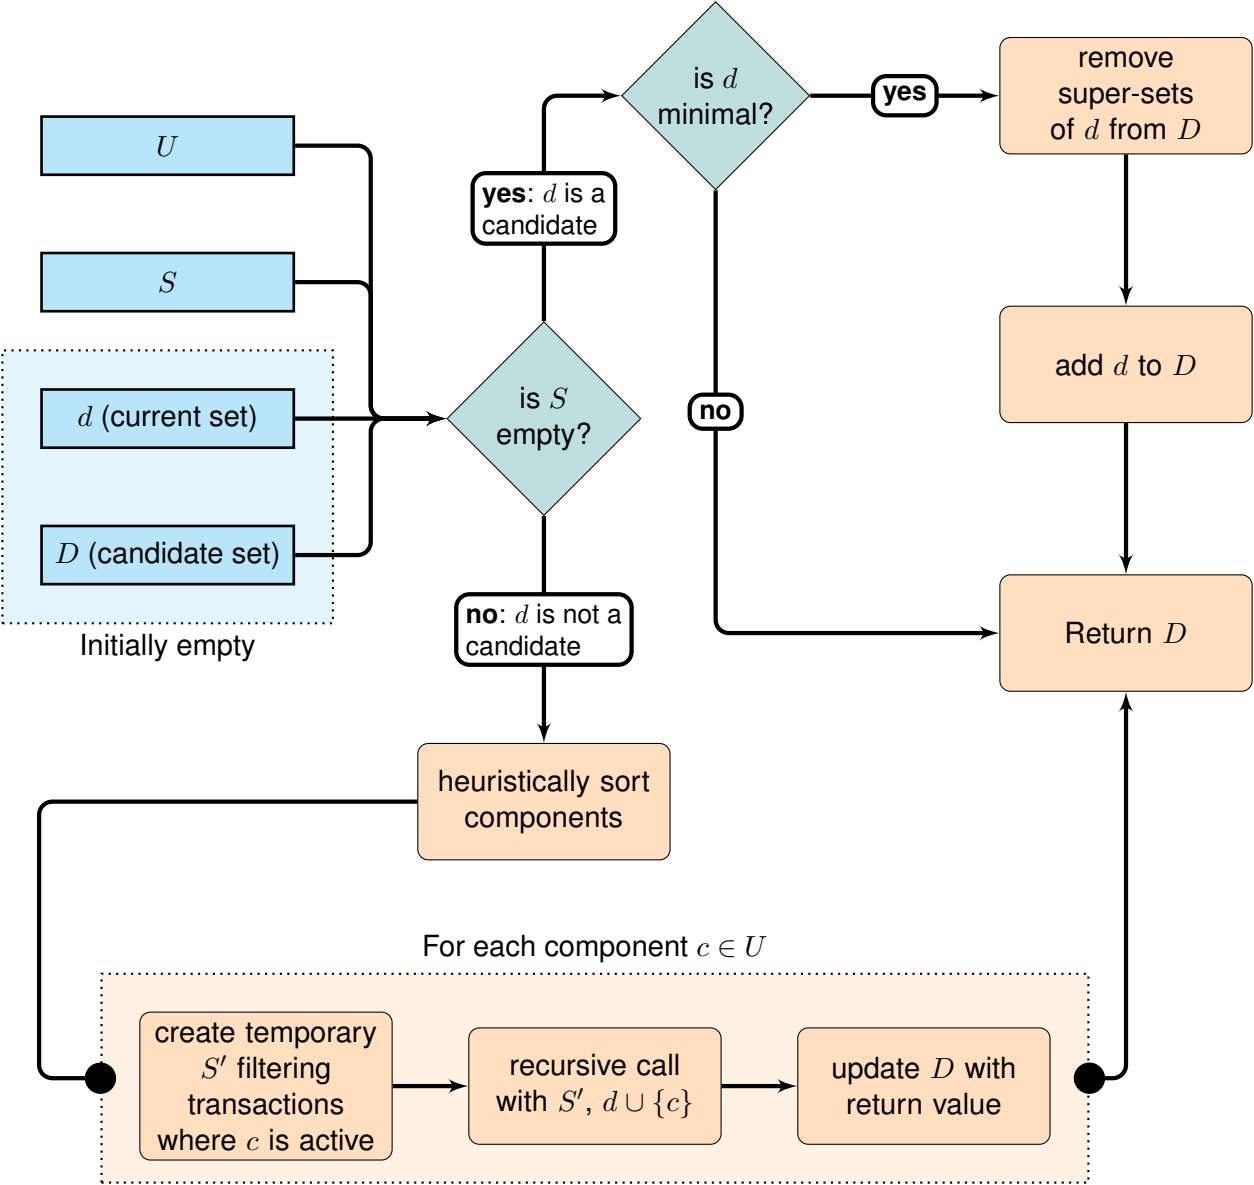 U
S
d (current set)
D (candidate set)
Initially empty
is S
empty?
yes: d is a
candidate
no: d is not a
candidate
is d
minimal?
yes
no
remove
super-sets
of d from D
add d to D
Return D
heuristically sort
components
For each component c ∈ U
create temporary
S′ filtering
transactions
where c is active
recursive call
with S′, d ∪ {c}
update D with
return value